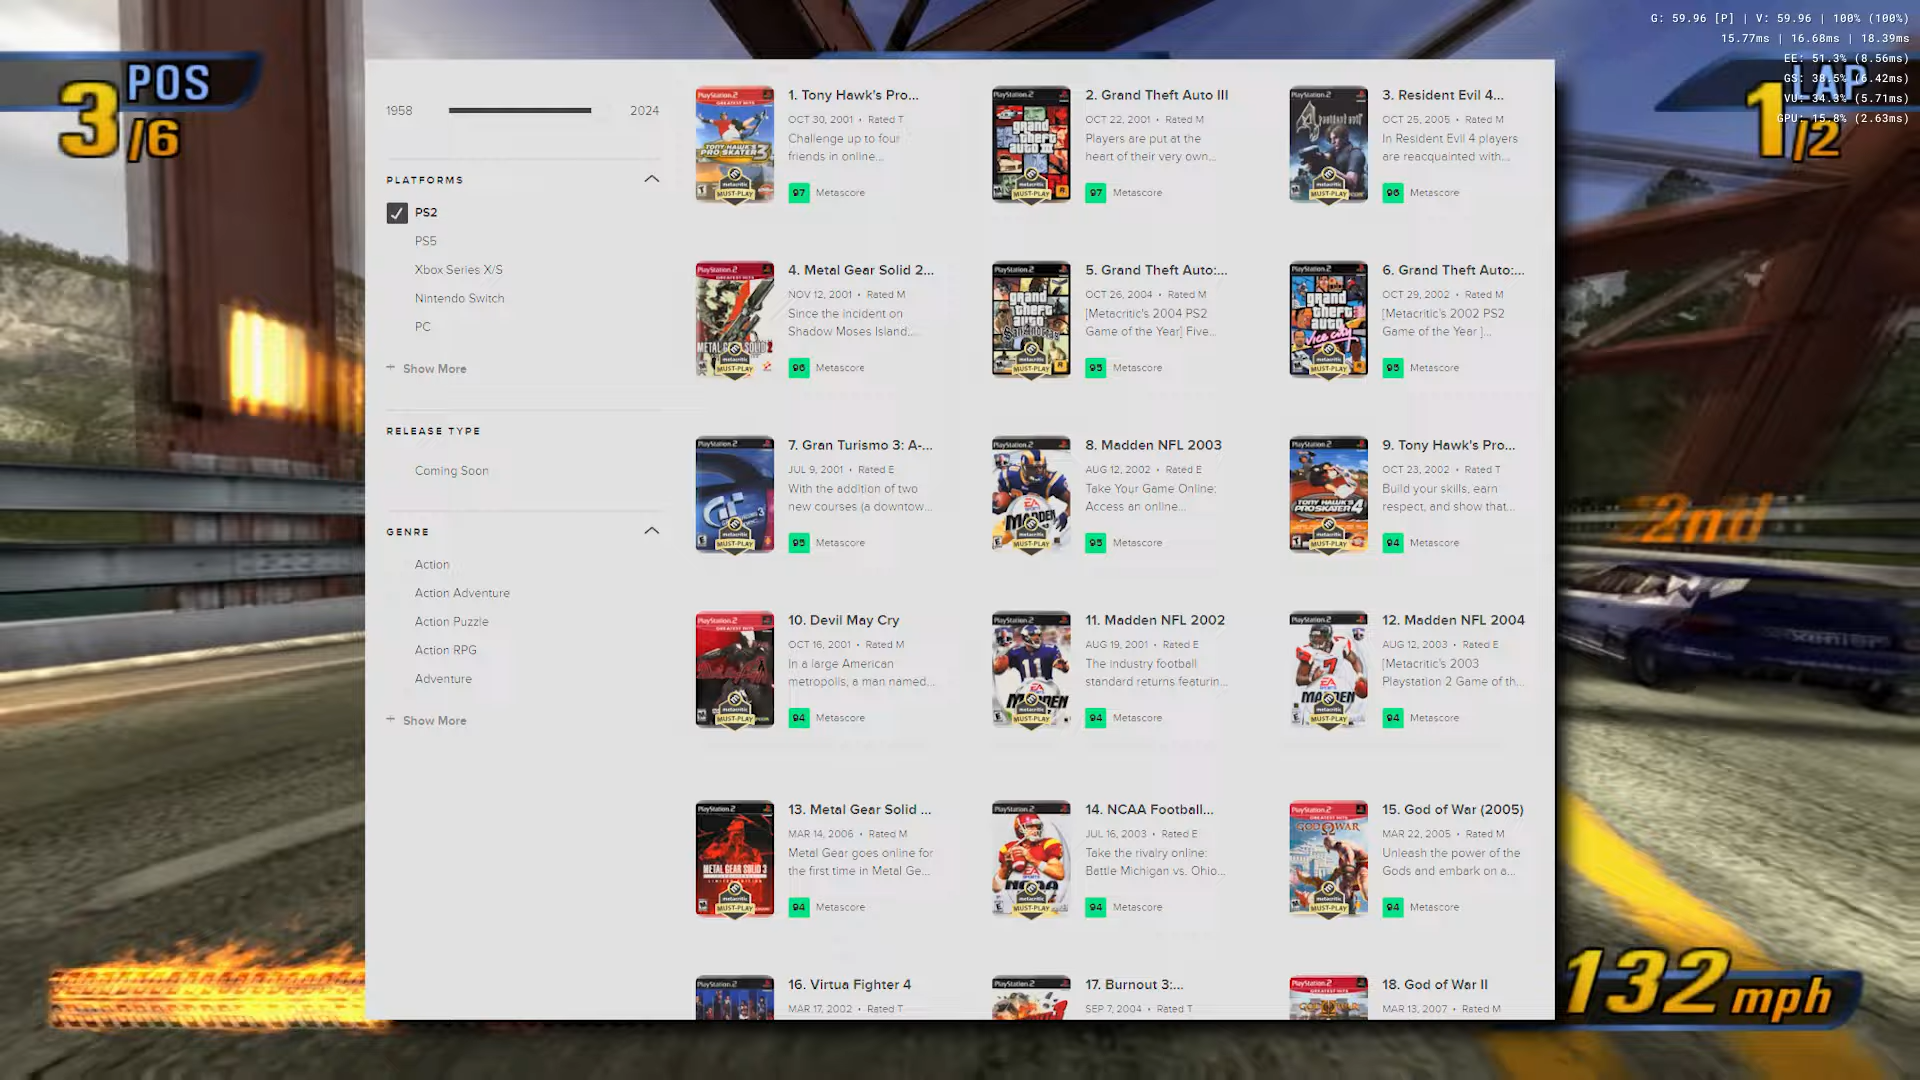 POS
3/6
LAP
1/2
G: 59.96 [P] | V: 59.96 | 100% (100%)
15.77ms | 16.68ms | 18.39ms
EE: 51.3% (8.56ms)
GS: 38.5% (6.42ms)
VU: 34.3% (5.71ms)
GPU: 15.8% (2.63ms)
1958
2024
PLATFORMS
PS2
PS5
Xbox Series X/S
Nintendo Switch
PC
+ Show More
RELEASE TYPE
Coming Soon
GENRE
Action
Action Adventure
Action Puzzle
Action RPG
Adventure
+ Show More
1. Tony Hawk's Pro...
OCT 30, 2001 • Rated T
Challenge up to four
friends in online...
97 Metascore
2. Grand Theft Auto III
OCT 22, 2001 • Rated M
Players are put at the
heart of their very own...
97 Metascore
3. Resident Evil 4...
OCT 25, 2005 • Rated M
In Resident Evil 4 players
are reacquainted with...
96 Metascore
4. Metal Gear Solid 2...
NOV 12, 2001 • Rated M
Since the incident on
Shadow Moses Island,...
96 Metascore
5. Grand Theft Auto:...
OCT 26, 2004 • Rated M
[Metacritic's 2004 PS2
Game of the Year] Five...
95 Metascore
6. Grand Theft Auto:...
OCT 29, 2002 • Rated M
[Metacritic's 2002 PS2
Game of the Year ]...
95 Metascore
7. Gran Turismo 3: A-...
JUL 9, 2001 • Rated E
With the addition of two
new courses (a downtow...
95 Metascore
8. Madden NFL 2003
AUG 12, 2002 • Rated E
Take Your Game Online:
Access an online...
95 Metascore
9. Tony Hawk's Pro...
OCT 23, 2002 • Rated T
Build your skills, earn
respect, and show that...
94 Metascore
10. Devil May Cry
OCT 16, 2001 • Rated M
In a large American
metropolis, a man named...
94 Metascore
11. Madden NFL 2002
AUG 19, 2001 • Rated E
The industry football
standard returns featurin...
94 Metascore
12. Madden NFL 2004
AUG 12, 2003 • Rated E
[Metacritic's 2003
Playstation 2 Game of th...
94 Metascore
13. Metal Gear Solid ...
MAR 14, 2006 • Rated M
Metal Gear goes online for
the first time in Metal Ge...
94 Metascore
14. NCAA Football...
JUL 16, 2003 • Rated E
Take the rivalry online:
Battle Michigan vs. Ohio...
94 Metascore
15. God of War (2005)
MAR 22, 2005 • Rated M
Unleash the power of the
Gods and embark on a...
94 Metascore
16. Virtua Fighter 4
MAR 17, 2002 • Rated T
17. Burnout 3:...
SEP 7, 2004 • Rated T
18. God of War II
MAR 13, 2007 • Rated M
2nd
132 mph